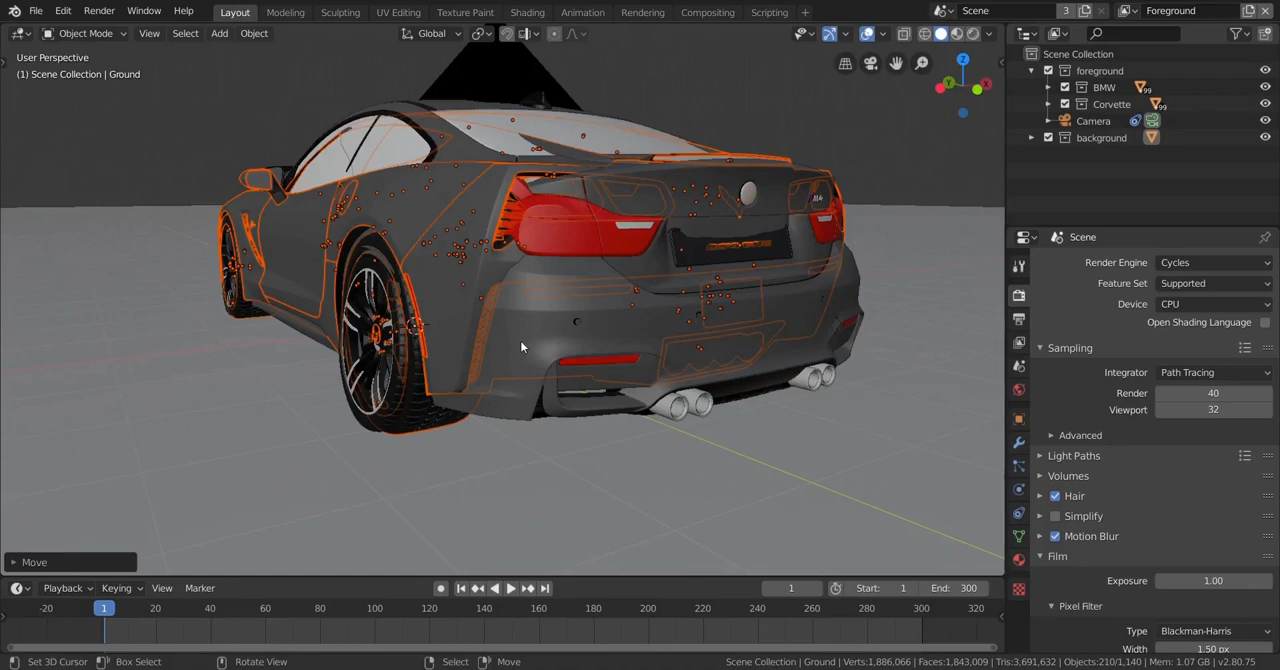 File Edit Render Window Help Layout Modeling Sculpting UV Editing Texture Paint Shading Animation Rendering Compositing Scripting + Scene 3 Foreground
Object Mode View Select Add Object Global
User Perspective
(1) Scene Collection | Ground
Z
Y
X
M4
Scene Collection
foreground
BMW 99
Corvette 99
Camera
background
Scene
Render Engine Cycles
Feature Set Supported
Device CPU
Open Shading Language
Sampling
Integrator Path Tracing
Render 40
Viewport 32
Advanced
Light Paths
Volumes
Hair
Simplify
Motion Blur
Film
Exposure 1.00
Pixel Filter
Type Blackman-Harris
Width 1.50 px
Move
Playback Keying View Marker 1 Start: 1 End: 300
-20 1 20 40 60 80 100 120 140 160 180 200 220 240 260 280 300 320
Set 3D Cursor Box Select Rotate View Select Move Scene Collection | Ground | Verts:1,886,066 | Faces:1,843,009 | Tris:3,691,632 | Objects:210/1,140 | Mem: 1.07 GB | v2.80.75